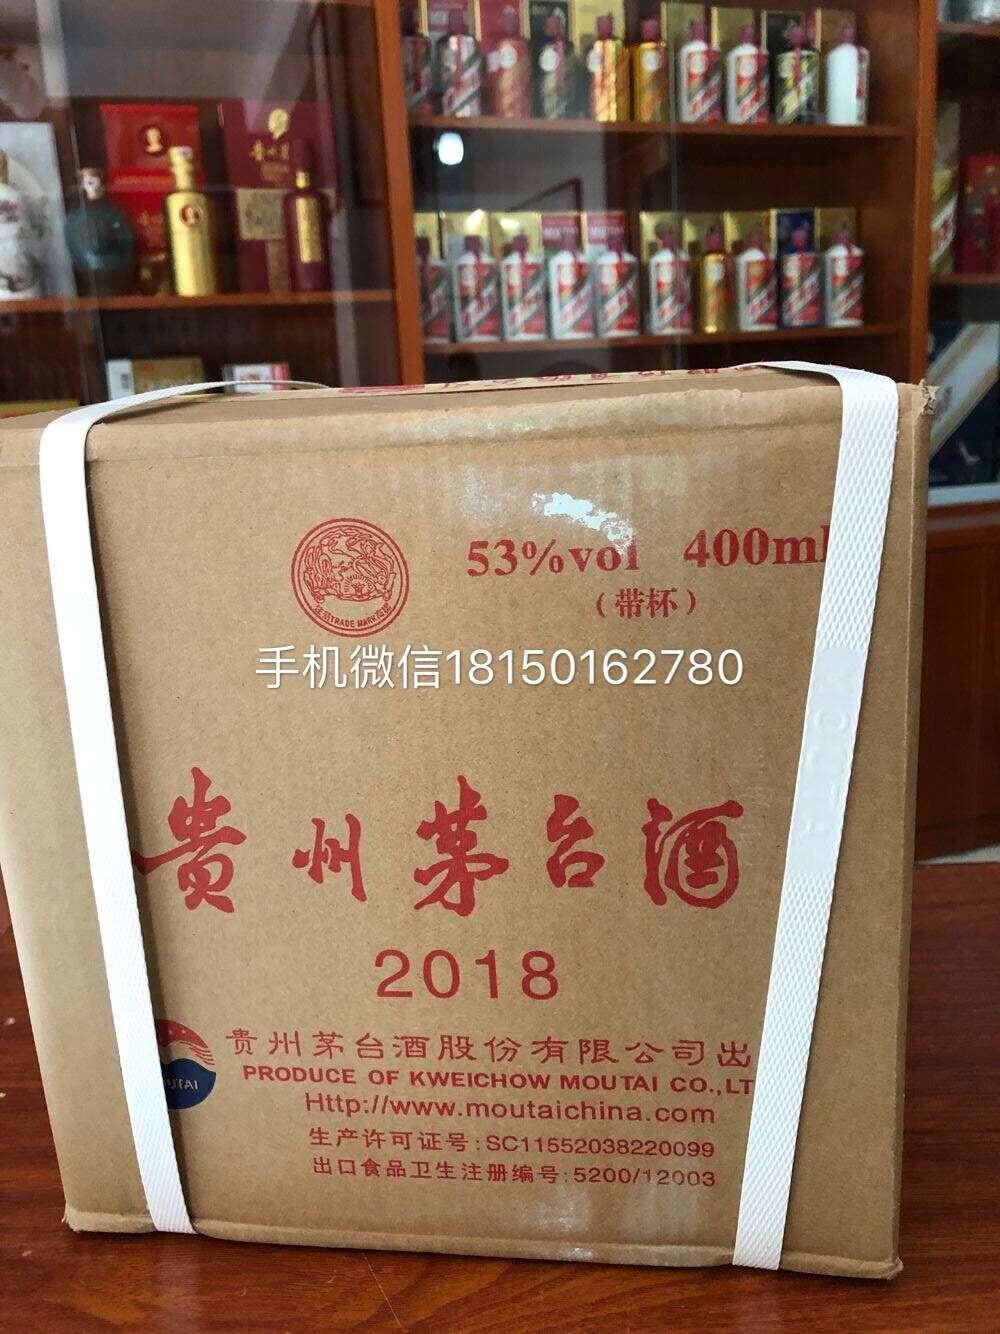 53%vol 400ml
(带杯)
TRADE MARK
手机微信18150162780
贵州茅台酒
2018
贵州茅台酒股份有限公司出
PRODUCE OF KWEICHOW MOUTAI CO.,LT
MOUTAI
Http://www.moutaichina.com
生产许可证号:SC11552038220099
出口食品卫生注册编号:5200/12003